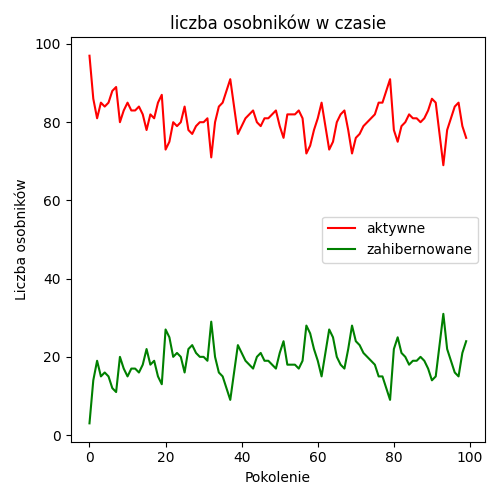 liczba osobników w czasie
Liczba osobników
100
80
60
40
20
0
aktywne
zahibernowane
0 20 40 60 80 100
Pokolenie